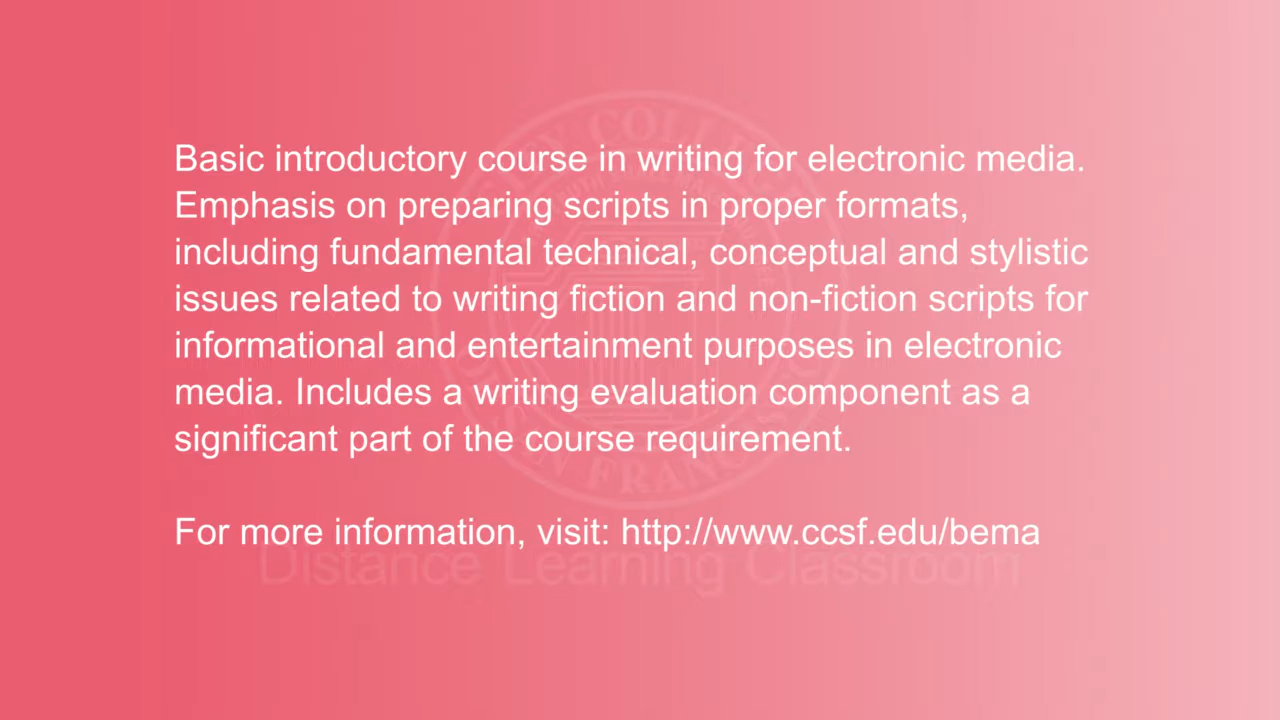 Basic introductory course in writing for electronic media.
Emphasis on preparing scripts in proper formats,
including fundamental technical, conceptual and stylistic
issues related to writing fiction and non-fiction scripts for
informational and entertainment purposes in electronic
media. Includes a writing evaluation component as a
significant part of the course requirement.
For more information, visit: http://www.ccsf.edu/bema
Distance Learning Classroom